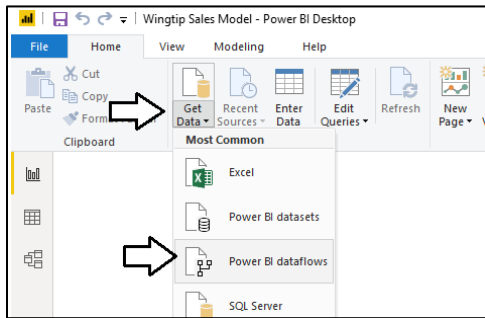 Wingtip Sales Model - Power BI Desktop
File Home View Modeling Help
Paste
Cut
Copy
Get Data
Recent Sources
Enter Data
Edit Queries
Refresh
New Page
Clipboard
Most Common
Excel
Power BI datasets
Power BI dataflows
SQL Server